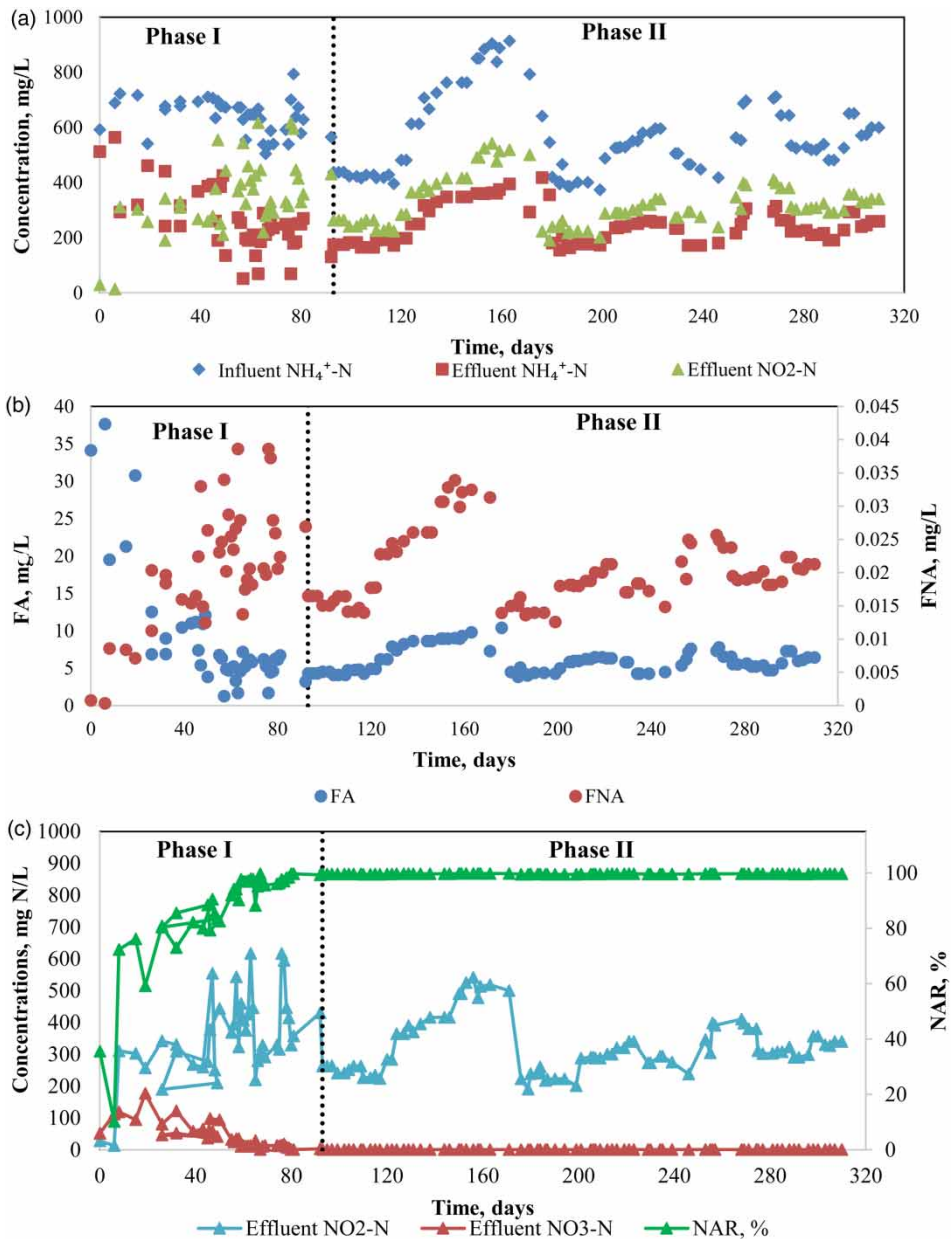 (a)
1000
800
600
400
200
0
Concentration, mg/L
Phase I
Phase II
0 40 80 120 160 200 240 280 320
Time, days
Influent NH₄⁺-N Effluent NH₄⁺-N Effluent NO2-N
(b)
40
35
30
25
20
15
10
5
0
FA, mg/L
Phase I
Phase II
0.045
0.04
0.035
0.03
0.025
0.02
0.015
0.01
0.005
0
FNA, mg/L
0 40 80 120 160 200 240 280 320
Time, days
FA FNA
(c)
1000
900
800
700
600
500
400
300
200
100
0
Concentrations, mg N/L
Phase I
Phase II
100
80
60
40
20
0
NAR, %
0 40 80 120 160 200 240 280 320
Time, days
Effluent NO2-N Effluent NO3-N NAR, %